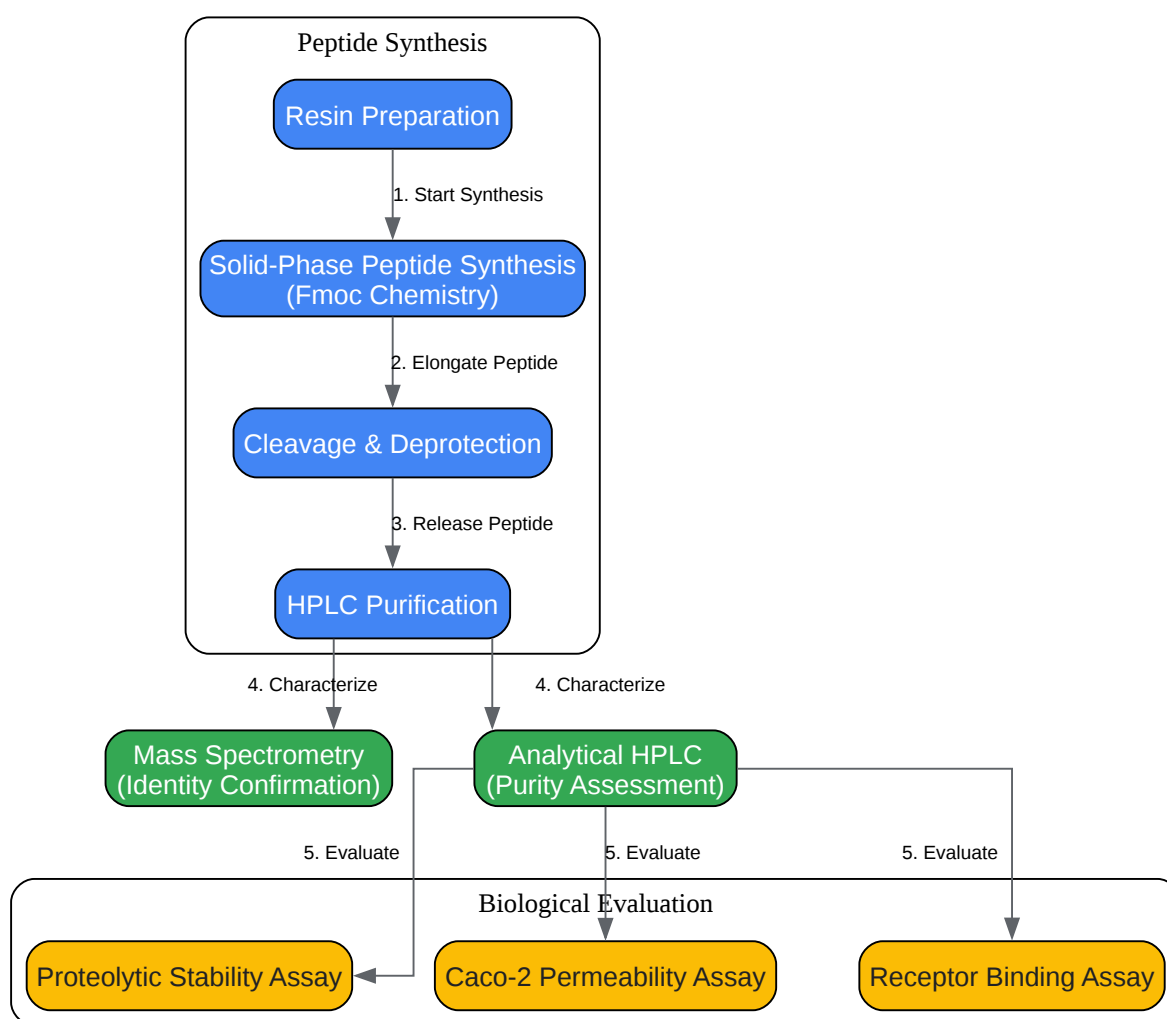 Peptide Synthesis
Resin Preparation
1. Start Synthesis
Solid-Phase Peptide Synthesis
(Fmoc Chemistry)
2. Elongate Peptide
Cleavage & Deprotection
3. Release Peptide
HPLC Purification
4. Characterize
4. Characterize
Mass Spectrometry
(Identity Confirmation)
Analytical HPLC
(Purity Assessment)
5. Evaluate
5. Evaluate
5. Evaluate
Biological Evaluation
Proteolytic Stability Assay
Caco-2 Permeability Assay
Receptor Binding Assay